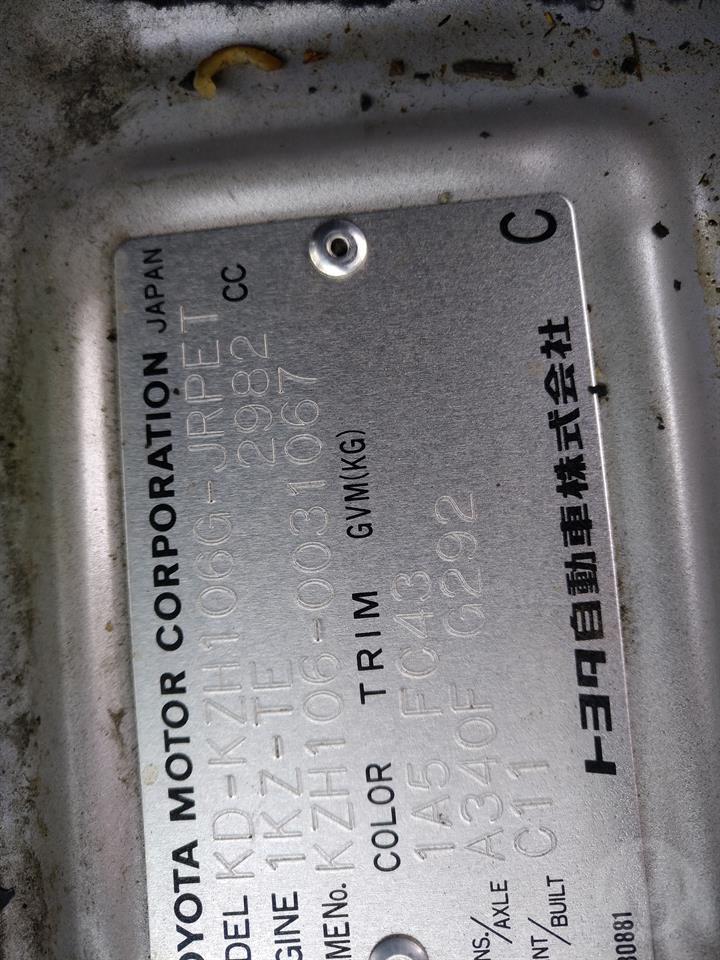 OYOTA MOTOR CORPORATION JAPAN
DEL KD-KZH106G-JRPET
GINE 1KZ-TE 2982 CC
MENo. KZH106-0031067
COLOR TRIM GVM(KG)
1A5 FC43
NS./AXLE A340F G292
NT/BUILT C11
C
トヨタ自動車株式会社
30881